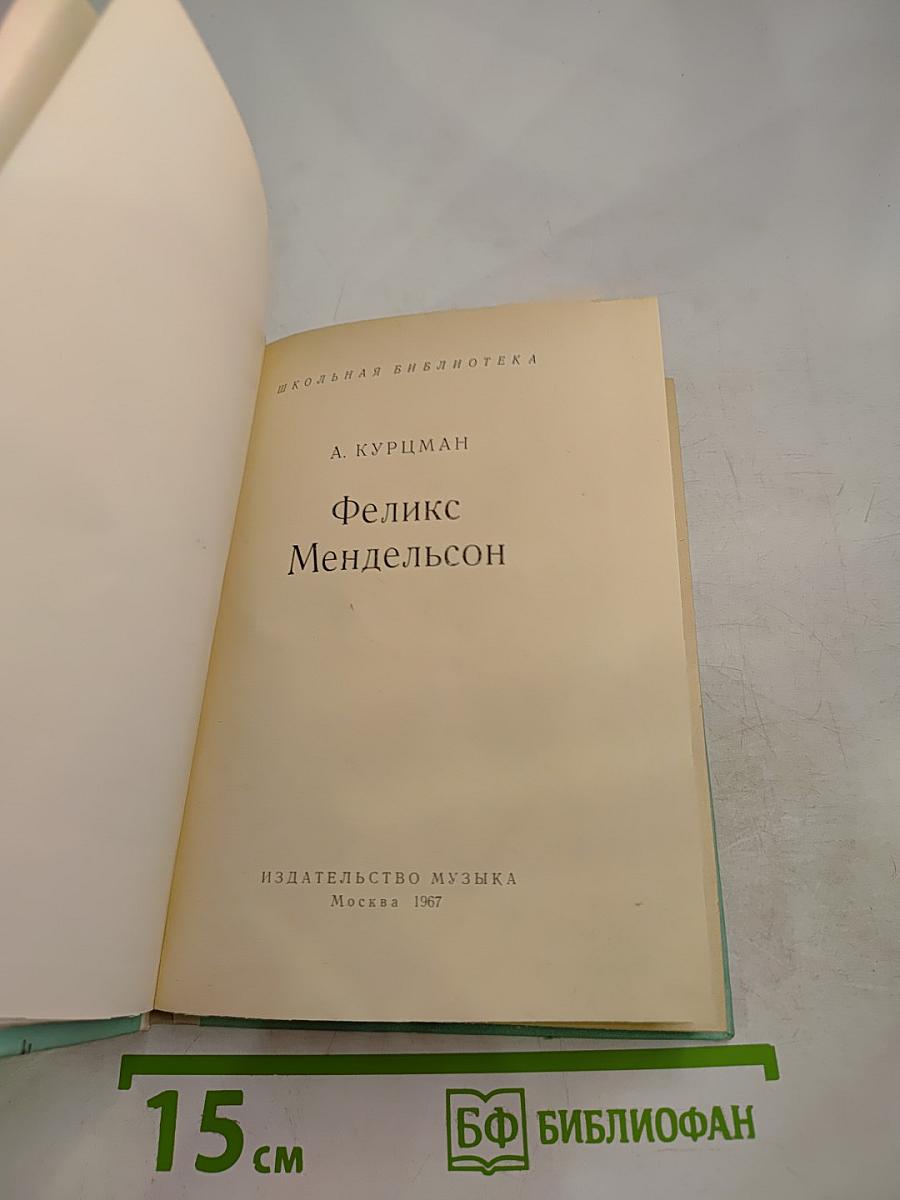 ШКОЛЬНАЯ БИБЛИОТЕКА
А. КУРЦМАН
Феликс
Мендельсон
ИЗДАТЕЛЬСТВО МУЗЫКА
Москва 1967
15 см
БФ БИБЛИОФАН